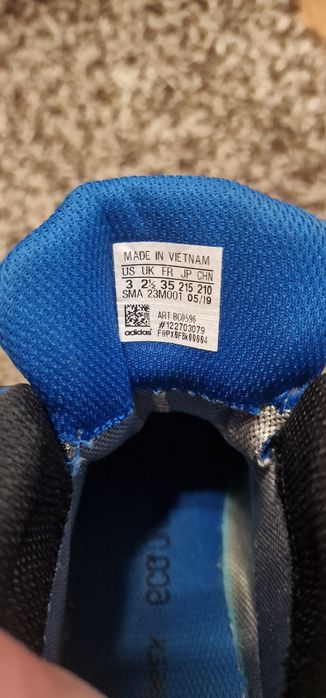 MADE IN VIETNAM
US UK FR JP CHN
3 2½ 35 215 210
SMA 23M001 05/19
ART BC0596
#122703079
adidas